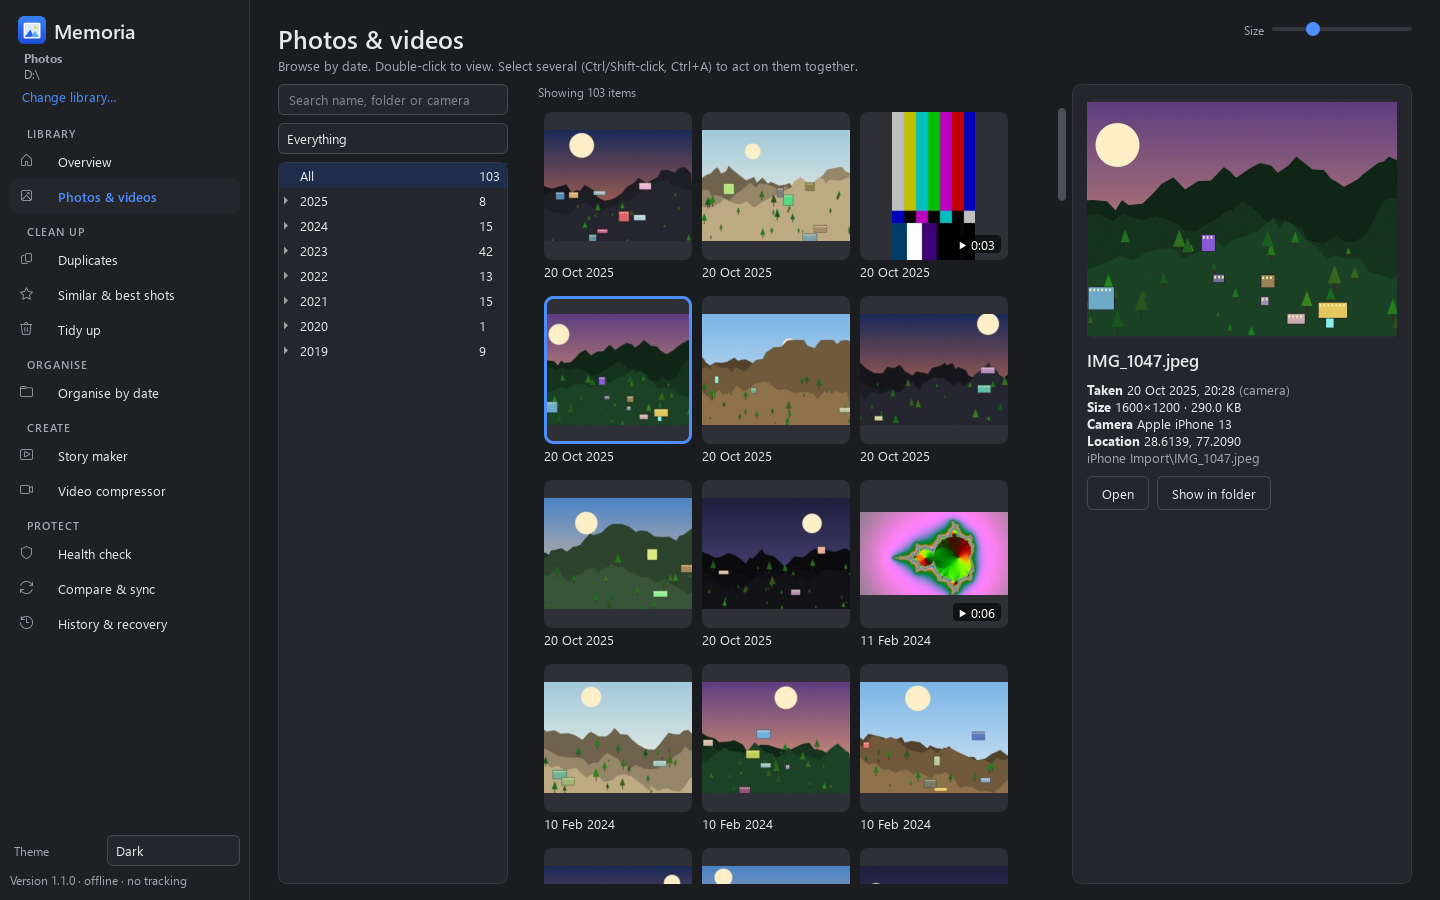 Memoria
Photos
D:\
Change library...
LIBRARY
Overview
Photos & videos
CLEAN UP
Duplicates
Similar & best shots
Tidy up
ORGANISE
Organise by date
CREATE
Story maker
Video compressor
PROTECT
Health check
Compare & sync
History & recovery
Theme
Dark
Version 1.1.0 · offline · no tracking
Photos & videos
Browse by date. Double-click to view. Select several (Ctrl/Shift-click, Ctrl+A) to act on them together.
Size
Search name, folder or camera
Everything
All 103
2025 8
2024 15
2023 42
2022 13
2021 15
2020 1
2019 9
Showing 103 items
0:03
20 Oct 2025 20 Oct 2025 20 Oct 2025
20 Oct 2025 20 Oct 2025 20 Oct 2025
0:06
20 Oct 2025 20 Oct 2025 11 Feb 2024
10 Feb 2024 10 Feb 2024 10 Feb 2024
IMG_1047.jpeg
Taken 20 Oct 2025, 20:28 (camera)
Size 1600×1200 · 290.0 KB
Camera Apple iPhone 13
Location 28.6139, 77.2090
iPhone Import\IMG_1047.jpeg
Open Show in folder